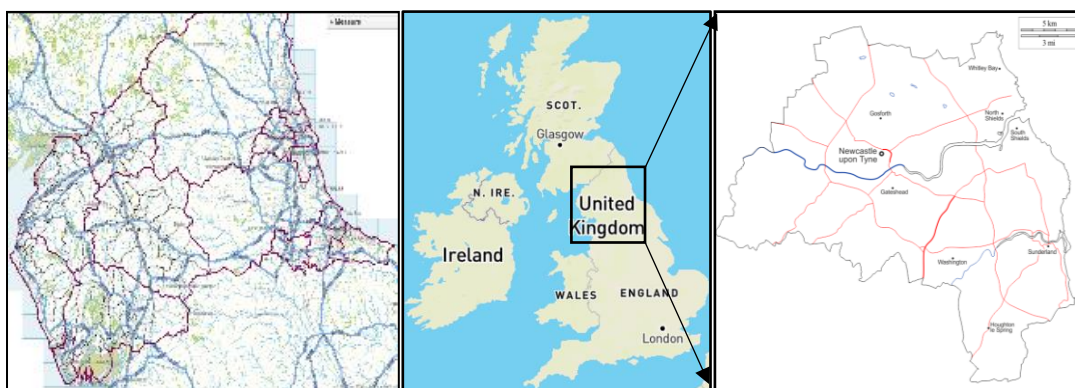 Measure
SCOT.
Glasgow
N. IRE.
United
Kingdom
Ireland
WALES
ENGLAND
London
5 km
3 mi
Whitley Bay
Gosforth
North
Shields
South
Shields
Newcastle
upon Tyne
Gateshead
Washington
Sunderland
Houghton
le Spring